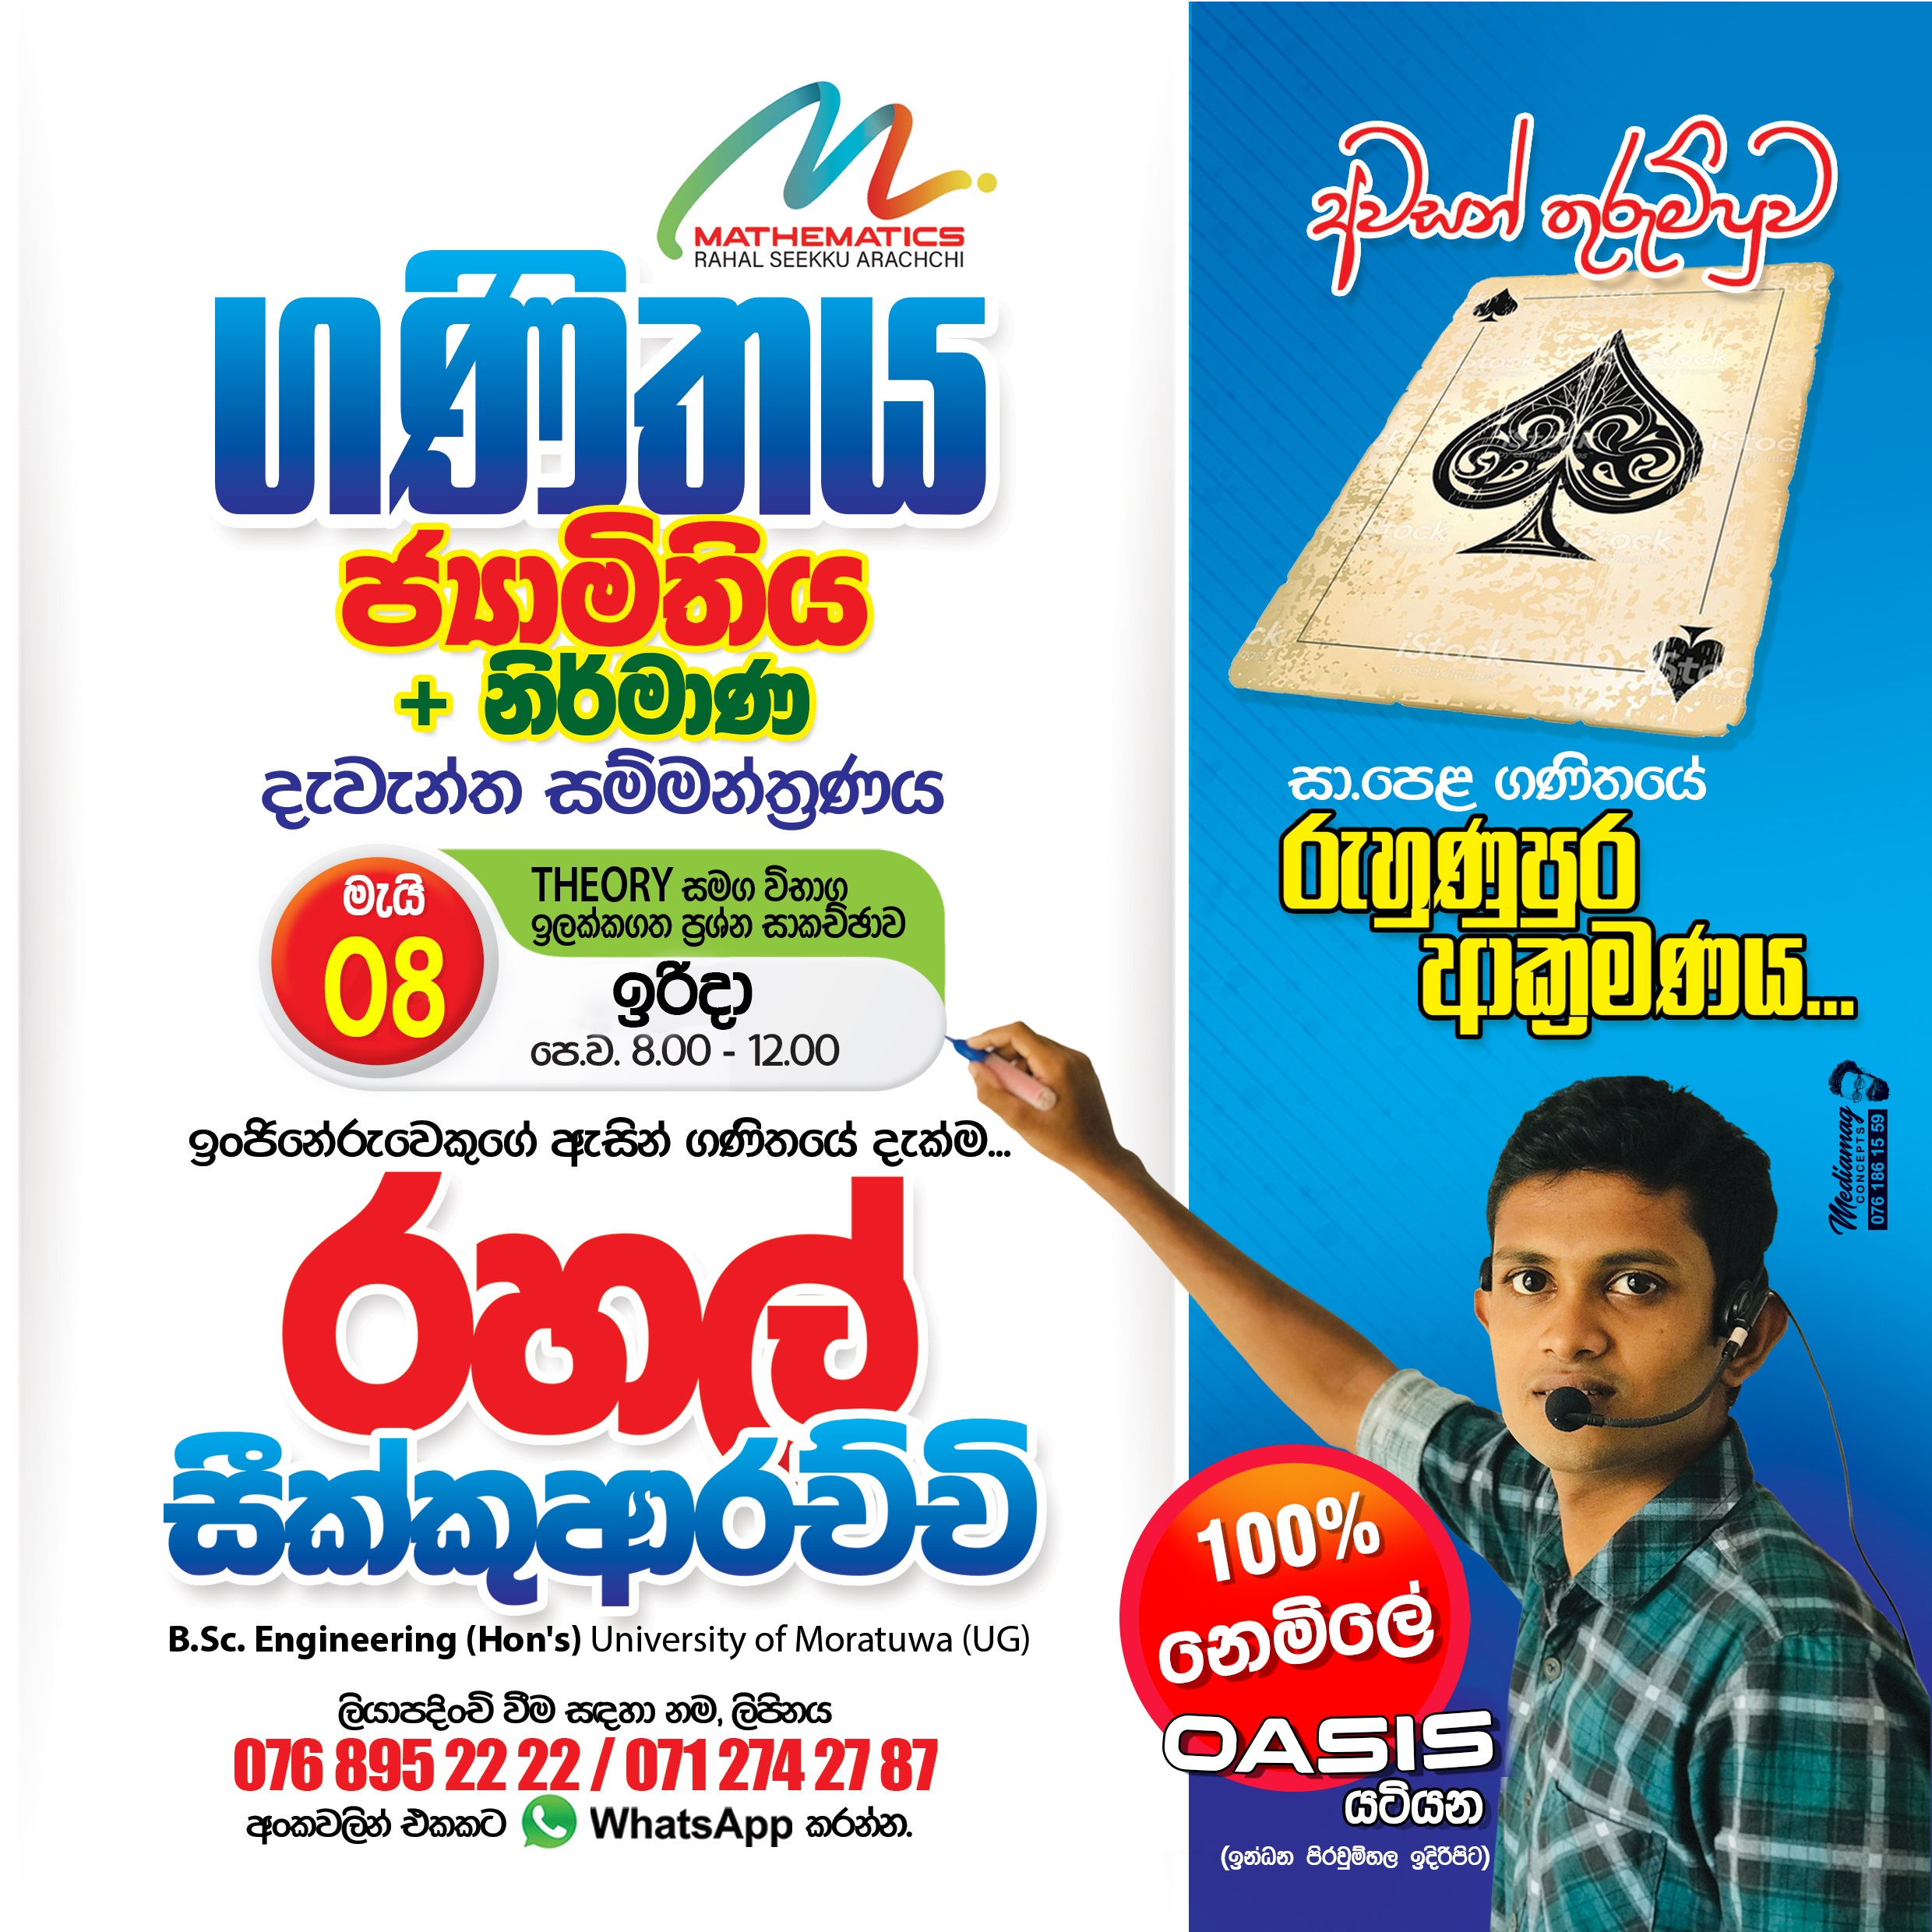 MATHEMATICS
RAHAL SEEKKU ARACHCHI
ගණිතය
ජ්‍යාමිතිය
+ නිර්මාණ
දැවැන්ත සම්මන්ත්‍රණය
මැයි
08
THEORY සමග විභාග
ඉලක්කගත ප්‍රශ්න සාකච්ඡාව
ඉරිදා
පෙ.ව. 8.00 - 12.00
ඉංජිනේරුවෙකුගේ ඇසින් ගණිතයේ දැක්ම...
රහල්
සීක්කුආරච්චි
B.Sc. Engineering (Hon's) University of Moratuwa (UG)
ලියාපදිංචි වීම සඳහා නම, ලිපිනය
076 895 22 22 / 071 274 27 87
අංකවලින් එකකට WhatsApp කරන්න.
අවසන් තුරුම්පුව
iStock
සා.පෙළ ගණිතයේ
රුහුණුපුර
ආක්‍රමණය...
Mediamag
CONCEPTS
076 186 15 59
100%
නොමිලේ
OASIS
යටියන
(ඉන්ධන පිරවුම්හල ඉදිරිපිට)